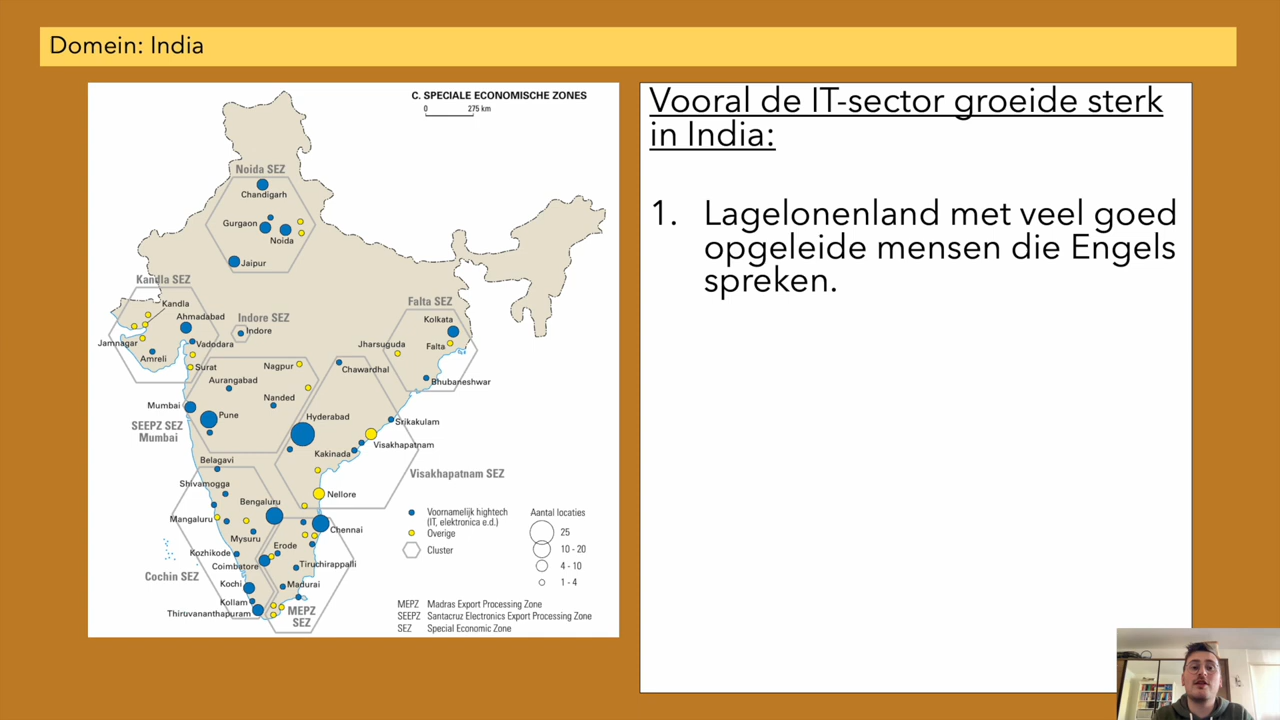 Domein: India
C. SPECIALE ECONOMISCHE ZONES
0 275 km
Noida SEZ
Chandigarh
Gurgaon
Noida
Jaipur
Kandla SEZ
Kandla
Ahmadabad
Indore SEZ
Indore
Jamnagar
Vadodara
Amreli
Surat
Falta SEZ
Kolkata
Jharsuguda
Falta
Nagpur
Chawardhal
Aurangabad
Bhubaneshwar
Nanded
Mumbai
Pune
Hyderabad
Srikakulam
SEEPZ SEZ
Mumbai
Visakhapatnam
Kakinada
Belagavi
Visakhapatnam SEZ
Shivamogga
Nellore
Bengaluru
Mangaluru
Chennai
Mysuru
Erode
Kozhikode
Coimbatore
Tiruchirappalli
Cochin SEZ
Kochi
Madurai
Kollam
Thiruvananthapuram
MEPZ
SEZ
Voornamelijk hightech
(IT, elektronica e.d.)
Overige
Cluster
Aantal locaties
25
10 - 20
4 - 10
1 - 4
MEPZ Madras Export Processing Zone
SEEPZ Santacruz Electronics Export Processing Zone
SEZ Special Economic Zone
Vooral de IT-sector groeide sterk
in India:
1. Lagelonenland met veel goed
opgeleide mensen die Engels
spreken.